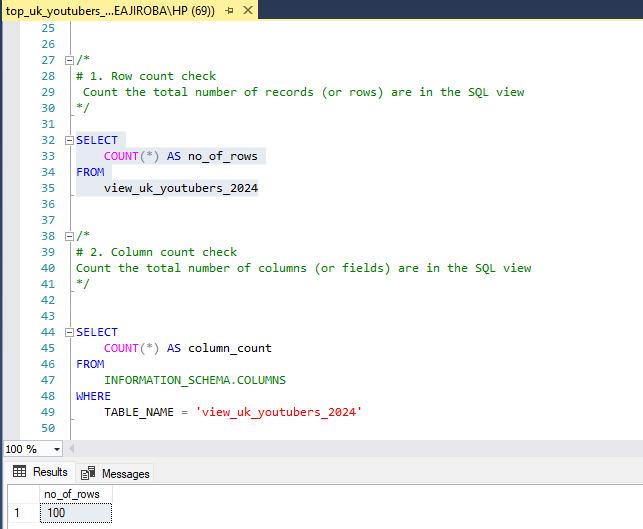 top_uk_youtubers_...EAJIROBA\HP (69))
25
26
27 /*
28 # 1. Row count check
29 Count the total number of records (or rows) are in the SQL view
30 */
31
32 SELECT
33 COUNT(*) AS no_of_rows
34 FROM
35 view_uk_youtubers_2024
36
37
38 /*
39 # 2. Column count check
40 Count the total number of columns (or fields) are in the SQL view
41 */
42
43
44 SELECT
45 COUNT(*) AS column_count
46 FROM
47 INFORMATION_SCHEMA.COLUMNS
48 WHERE
49 TABLE_NAME = 'view_uk_youtubers_2024'
50
100 %
Results Messages
no_of_rows
1 100